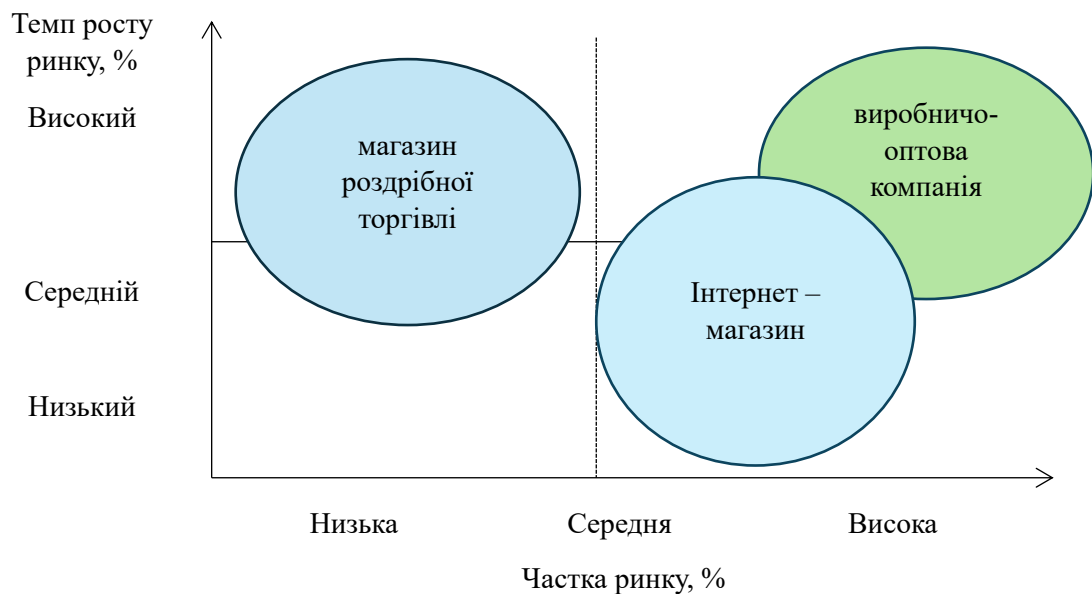 Темп росту
ринку, %
Високий
магазин
роздрібної
торгівлі
виробничо-
оптова
компанія
Середній
Інтернет –
магазин
Низький
Низька
Середня
Висока
Частка ринку, %